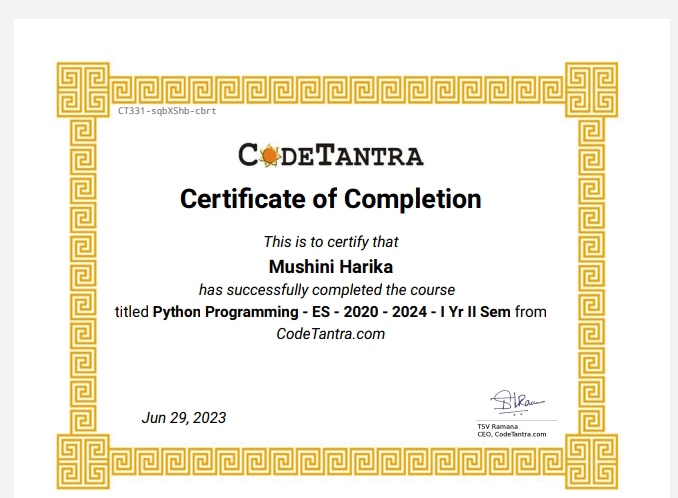 CT331-sqbXShb-cbrt
CODETANTRA
Certificate of Completion
This is to certify that
Mushini Harika
has successfully completed the course
titled Python Programming - ES - 2020 - 2024 - I Yr II Sem from
CodeTantra.com
Jun 29, 2023
TSV Ramana
CEO, CodeTantra.com